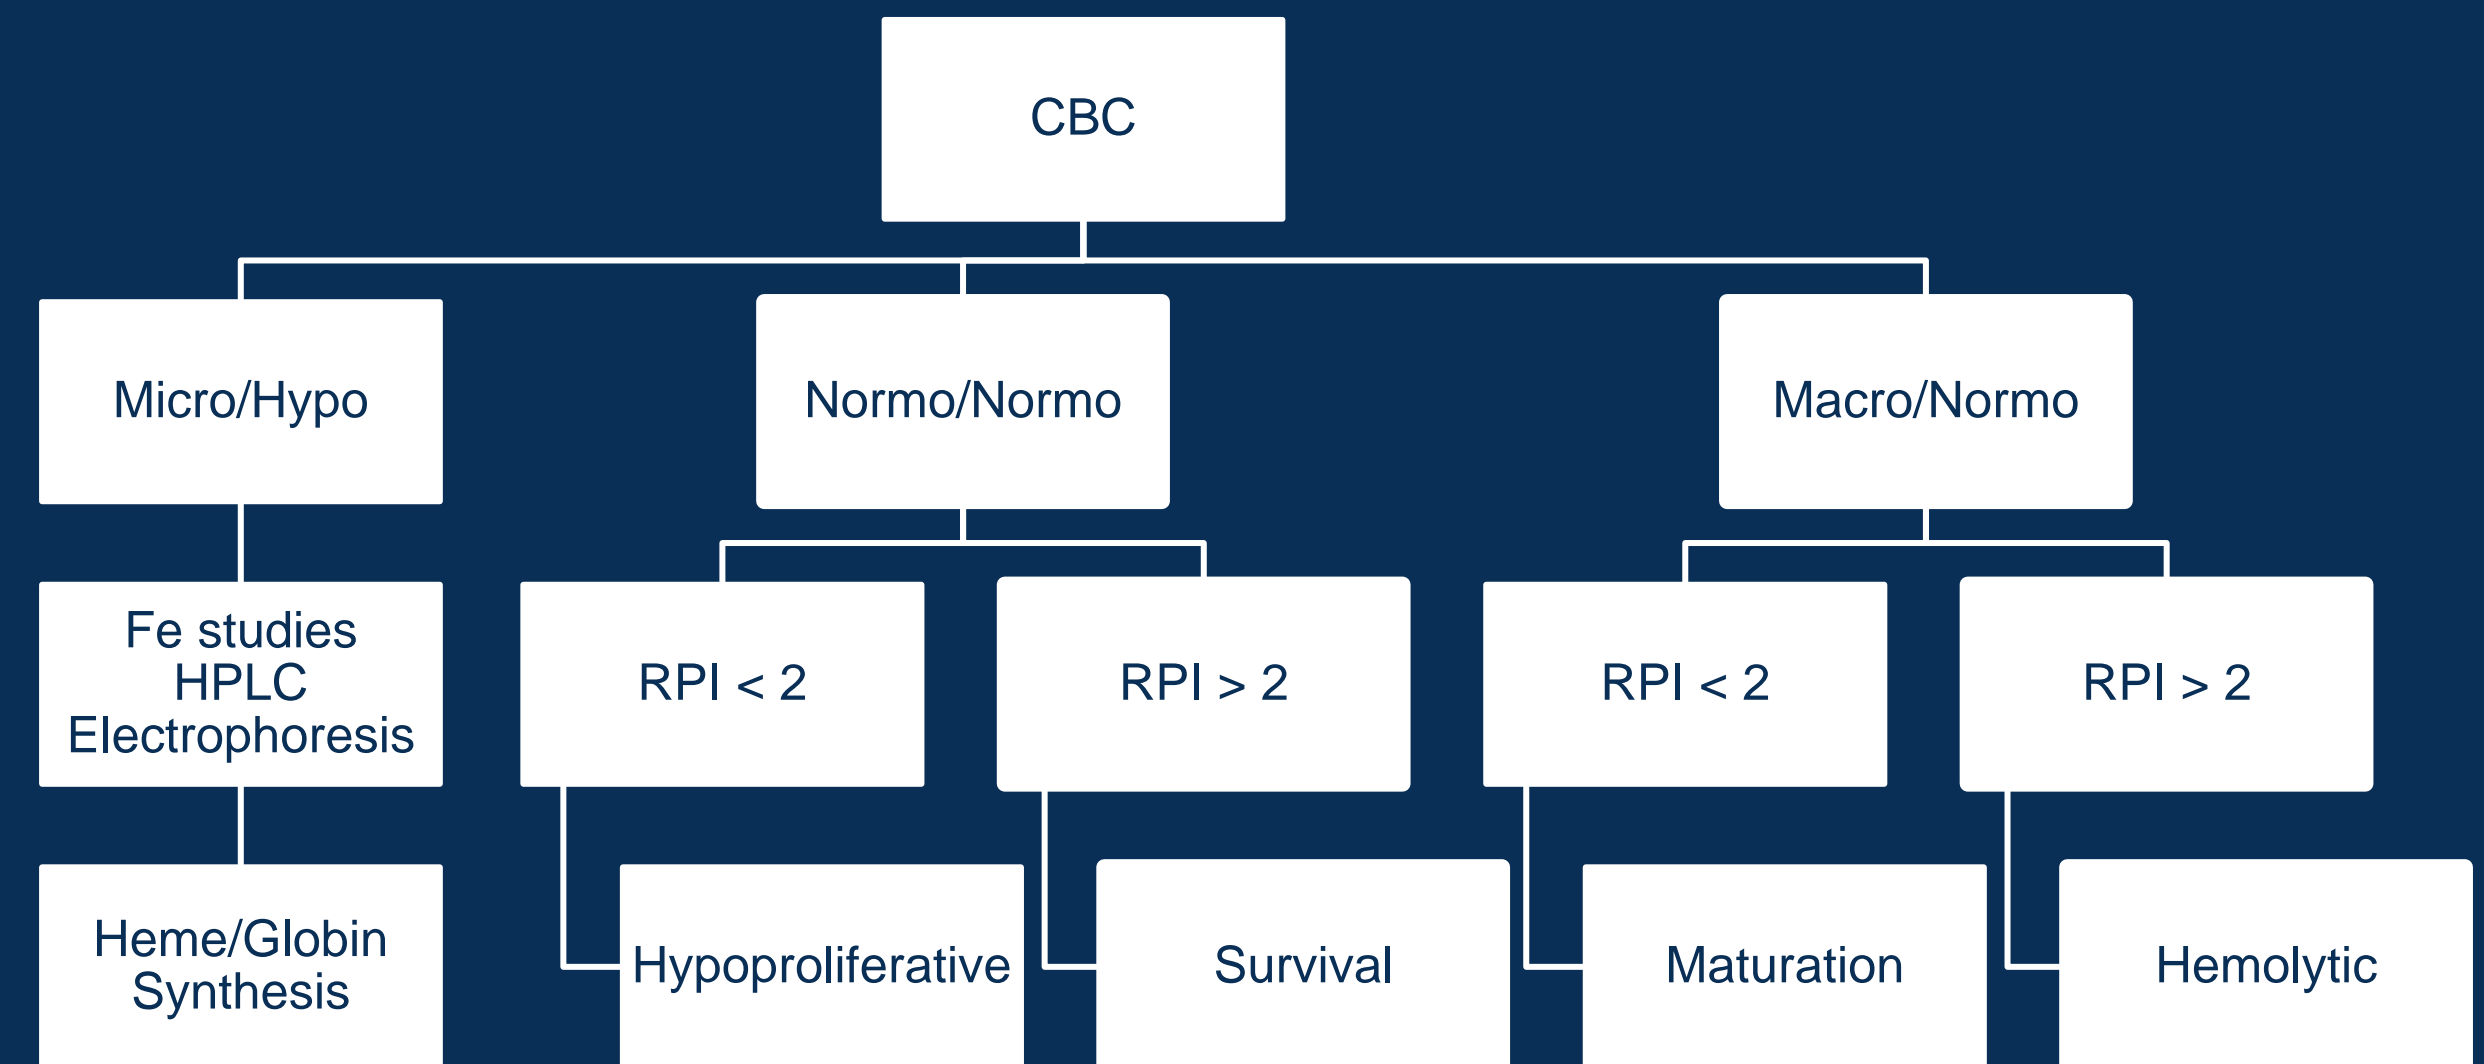 CBC
Micro/Hypo
Normo/Normo
Macro/Normo
Fe studies
HPLC
Electrophoresis
RPI < 2
RPI > 2
RPI < 2
RPI > 2
Heme/Globin
Synthesis
Hypoproliferative
Survival
Maturation
Hemolytic